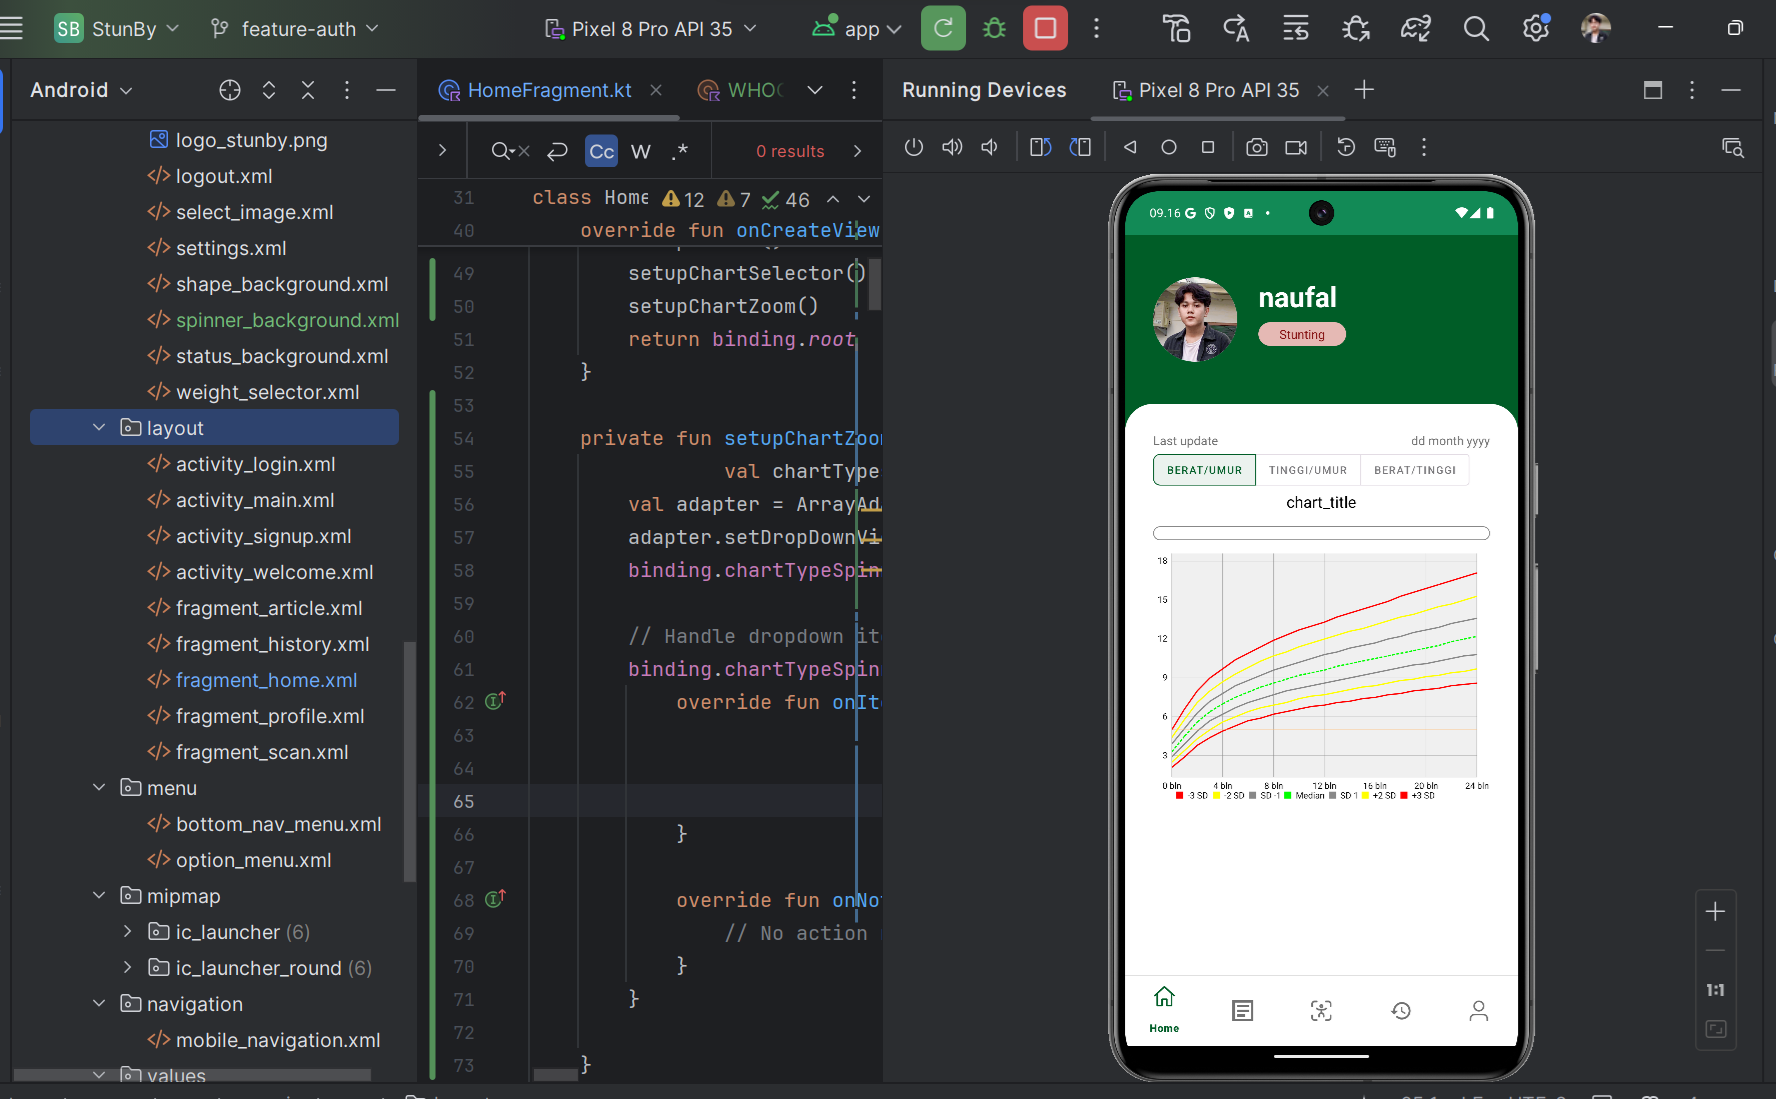 SB StunBy feature-auth Pixel 8 Pro API 35 app
Android
logo_stunby.png
logout.xml
select_image.xml
settings.xml
shape_background.xml
spinner_background.xml
status_background.xml
weight_selector.xml
layout
activity_login.xml
activity_main.xml
activity_signup.xml
activity_welcome.xml
fragment_article.xml
fragment_history.xml
fragment_home.xml
fragment_profile.xml
fragment_scan.xml
menu
bottom_nav_menu.xml
option_menu.xml
mipmap
ic_launcher (6)
ic_launcher_round (6)
navigation
mobile_navigation.xml
values
HomeFragment.kt WHO
Cc W .* 0 results
31 class Home 12 7 46
40 override fun onCreateView
49 setupChartSelector()
50 setupChartZoom()
51 return binding.root
52 }
53
54 private fun setupChartZoo
55 val chartType
56 val adapter = ArrayAd
57 adapter.setDropDownVi
58 binding.chartTypeSpin
59
60 // Handle dropdown ite
61 binding.chartTypeSpin
62 override fun onIt
63
64
65
66 }
67
68 override fun onNo
69 // No action
70 }
71 }
72
73 }
Running Devices Pixel 8 Pro API 35
09.16
naufal
Stunting
Last update dd month yyyy
BERAT/UMUR TINGGI/UMUR BERAT/TINGGI
chart_title
18
15
12
9
6
3
0 bln 4 bln 8 bln 12 bln 16 bln 20 bln 24 bln
-3 SD -2 SD SD -1 Median SD 1 +2 SD +3 SD
Home
1:1